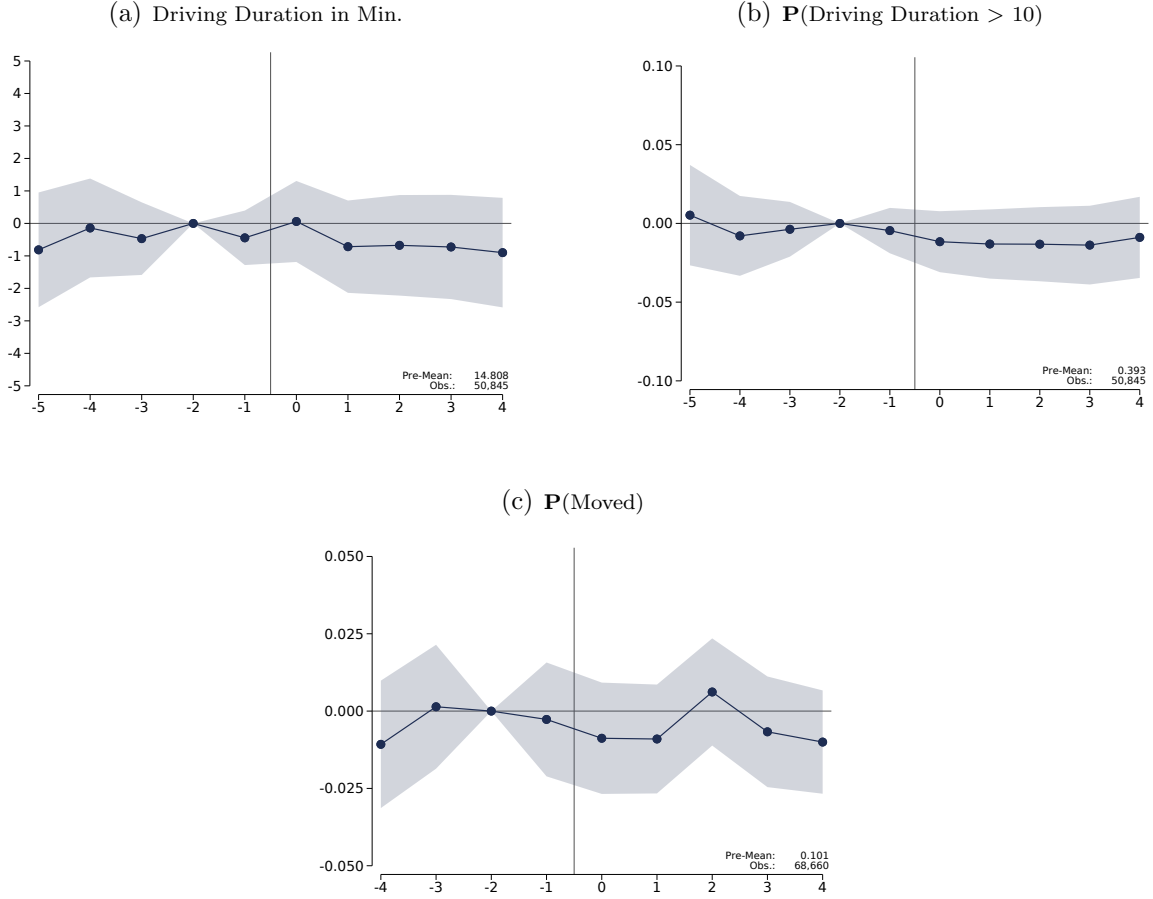 (a) Driving Duration in Min.
5
4
3
2
1
0
-1
-2
-3
-4
-5
Pre-Mean: 14.808
Obs.: 50,845
-5 -4 -3 -2 -1 0 1 2 3 4
(b) P(Driving Duration > 10)
0.10
0.05
0.00
-0.05
-0.10
Pre-Mean: 0.393
Obs.: 50,845
-5 -4 -3 -2 -1 0 1 2 3 4
(c) P(Moved)
0.050
0.025
0.000
-0.025
-0.050
Pre-Mean: 0.101
Obs.: 68,660
-4 -3 -2 -1 0 1 2 3 4